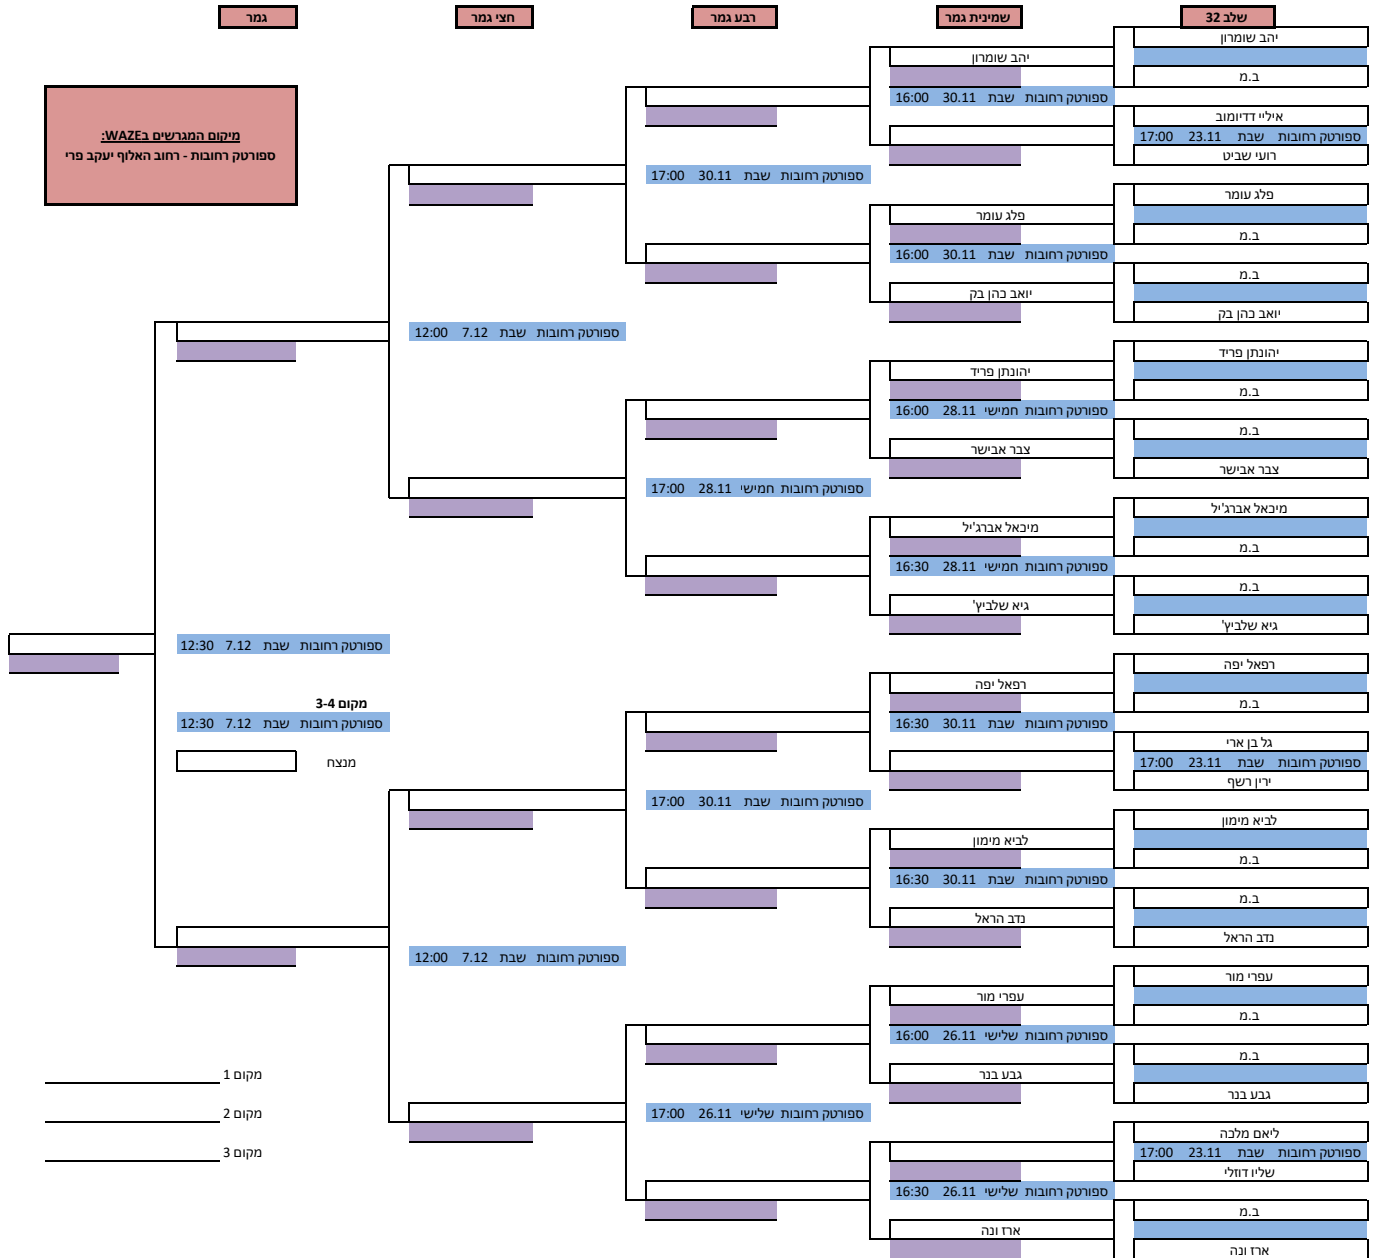 שלב 32
שמינית גמר
רבע גמר
חצי גמר
גמר
מיקום המגרשים בWAZE:
ספורטק רחובות - רחוב האלוף יעקב פרי
יהב שומרון
ב.מ
איליי דדיומוב
ספורטק רחובות שבת 23.11 17:00
רועי שביט
פלג עומר
ב.מ
ב.מ
יואב כהן בק
יהונתן פריד
ב.מ
ב.מ
צבר אבישר
מיכאל אברג'יל
ב.מ
ב.מ
גיא שלביץ'
רפאל יפה
ב.מ
גל בן ארי
ספורטק רחובות שבת 23.11 17:00
ירין רשף
לביא מימון
ב.מ
ב.מ
נדב הראל
עפרי מור
ב.מ
ב.מ
גבע בנר
ליאם מלכה
ספורטק רחובות שבת 23.11 17:00
שליו דוזלי
ב.מ
ארז ונה
יהב שומרון
ספורטק רחובות שבת 30.11 16:00
פלג עומר
ספורטק רחובות שבת 30.11 16:00
יואב כהן בק
יהונתן פריד
ספורטק רחובות חמישי 28.11 16:00
צבר אבישר
מיכאל אברג'יל
ספורטק רחובות חמישי 28.11 16:30
גיא שלביץ'
רפאל יפה
ספורטק רחובות שבת 30.11 16:30
לביא מימון
ספורטק רחובות שבת 30.11 16:30
נדב הראל
עפרי מור
ספורטק רחובות שלישי 26.11 16:00
גבע בנר
ספורטק רחובות שלישי 26.11 16:30
ארז ונה
ספורטק רחובות שבת 30.11 17:00
ספורטק רחובות חמישי 28.11 17:00
ספורטק רחובות שבת 30.11 17:00
ספורטק רחובות שלישי 26.11 17:00
ספורטק רחובות שבת 7.12 12:00
ספורטק רחובות שבת 7.12 12:00
ספורטק רחובות שבת 7.12 12:30
מקום 3-4
ספורטק רחובות שבת 7.12 12:30
מנצח
מקום 1
מקום 2
מקום 3